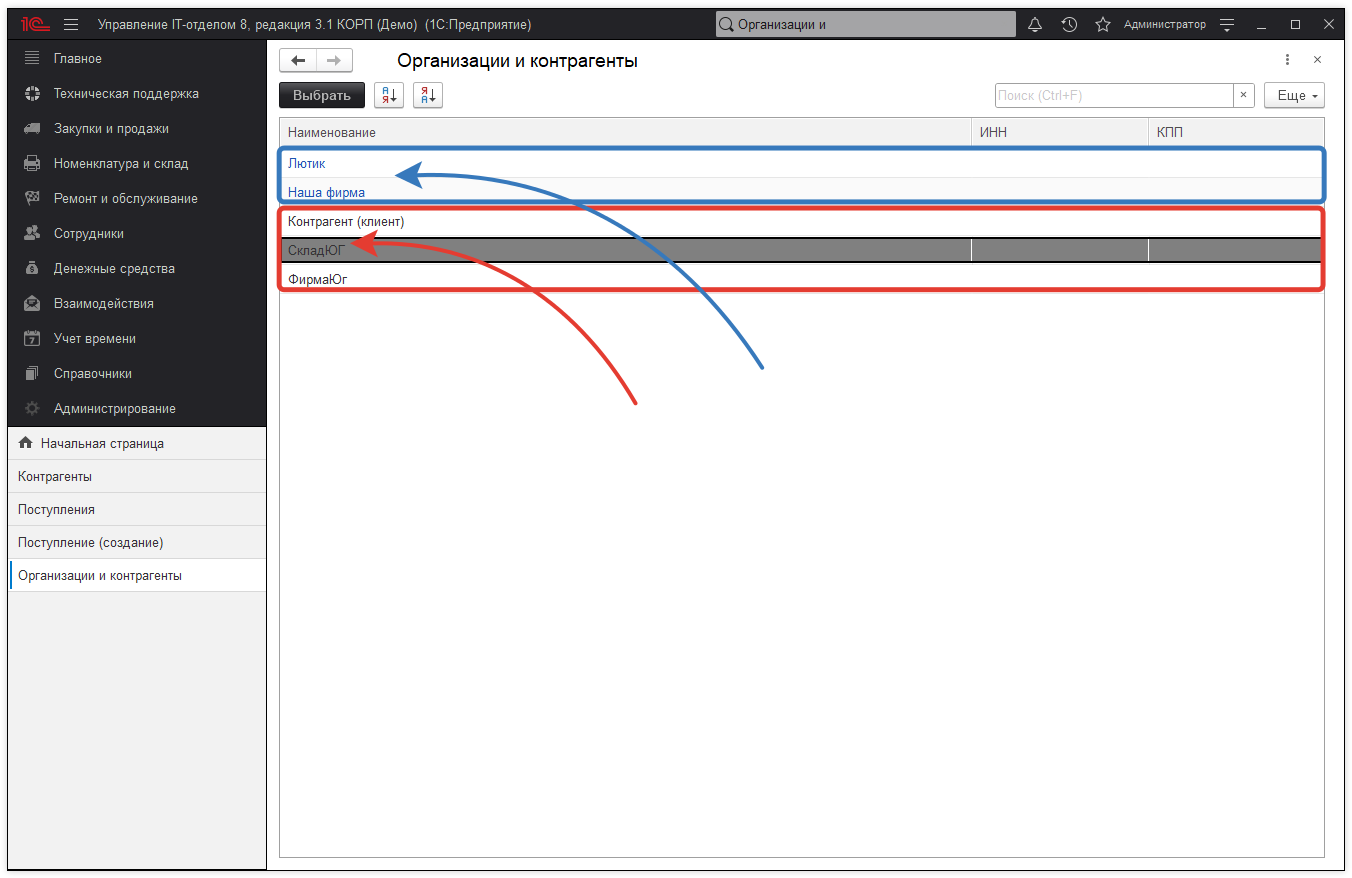 1С Управление IT-отделом 8, редакция 3.1 КОРП (Демо) (1С:Предприятие) Организации и Администратор
Главное
Техническая поддержка
Закупки и продажи
Номенклатура и склад
Ремонт и обслуживание
Сотрудники
Денежные средства
Взаимодействия
7 Учет времени
Справочники
Администрирование
Начальная страница
Контрагенты
Поступления
Поступление (создание)
Организации и контрагенты
Организации и контрагенты
Выбрать А Я Я А Поиск (Ctrl+F) × Еще
Наименование ИНН КПП
Лютик
Наша фирма
Контрагент (клиент)
СкладЮГ
ФирмаЮг